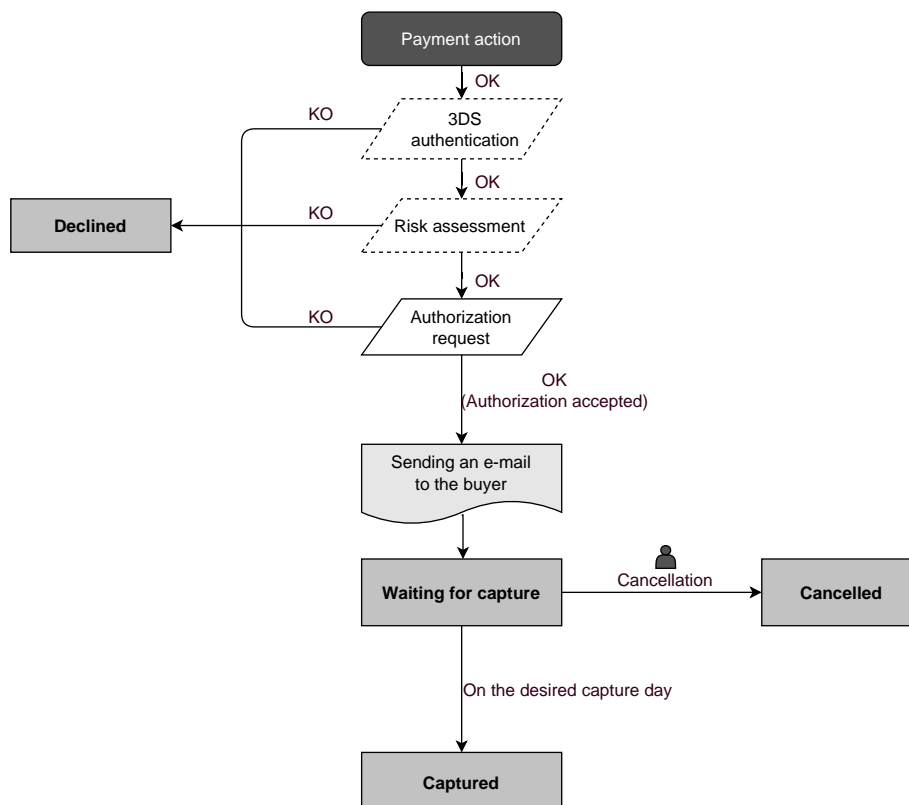 Payment action
OK
KO
3DS
authentication
OK
Declined
KO
Risk assessment
OK
KO
Authorization
request
OK
(Authorization accepted)
Sending an e-mail
to the buyer
Waiting for capture
Cancellation
Cancelled
On the desired capture day
Captured